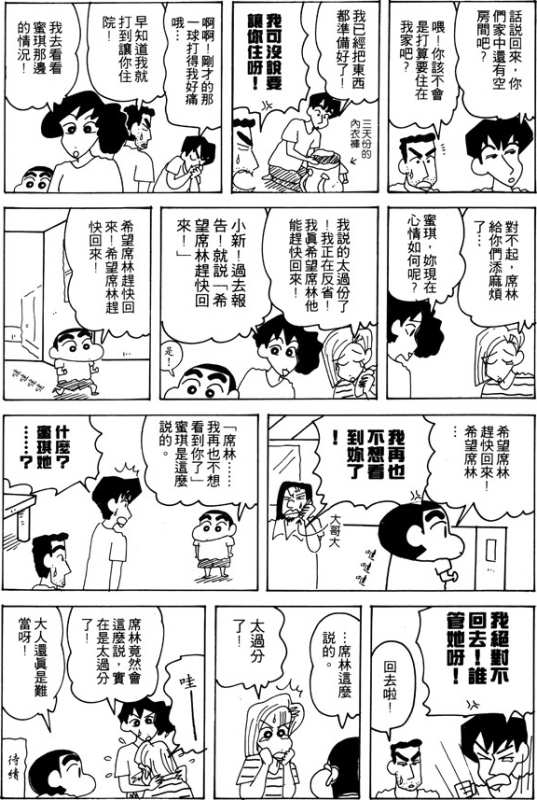 話說回來，你
們家中還有空
房間吧？
喂！你該不會
是打算要住在
我家吧？
我已經把東西
都準備好了！
三天份的
內衣褲
我可沒說要
讓你住呀！
啊啊！剛才的那
一球打得我好痛
哦…
早知道我就
打到讓你住
院！
我去看看
蜜琪那邊
的情況！
對不起，席林
給你們添麻煩
了…
蜜琪，妳現在
心情如何呢？
我說的太過份了
！我正在反省！
我真希望席林他
能趕快回來！
小新！過去報
告！就說「希
望席林趕快回
來！」
是！
希望席林趕快回
來！希望席林趕
快回來！
噠噠噠噠
希望席林
趕快回來！
希望席林
…
噠噠噠
我再也
不想看
到妳了
！
大哥大
「席林……
我再也不想
看到你了」
蜜琪是這麼
說的。
什麼？
蜜琪她
……？
我絕對不
回去！誰
管她呀！
回去啦！
…席林這麼
說的。
太過分
了！
哇—
席林竟然會
這麼說，實
在是太過分
了！
大人還真是難
當呀！
待續